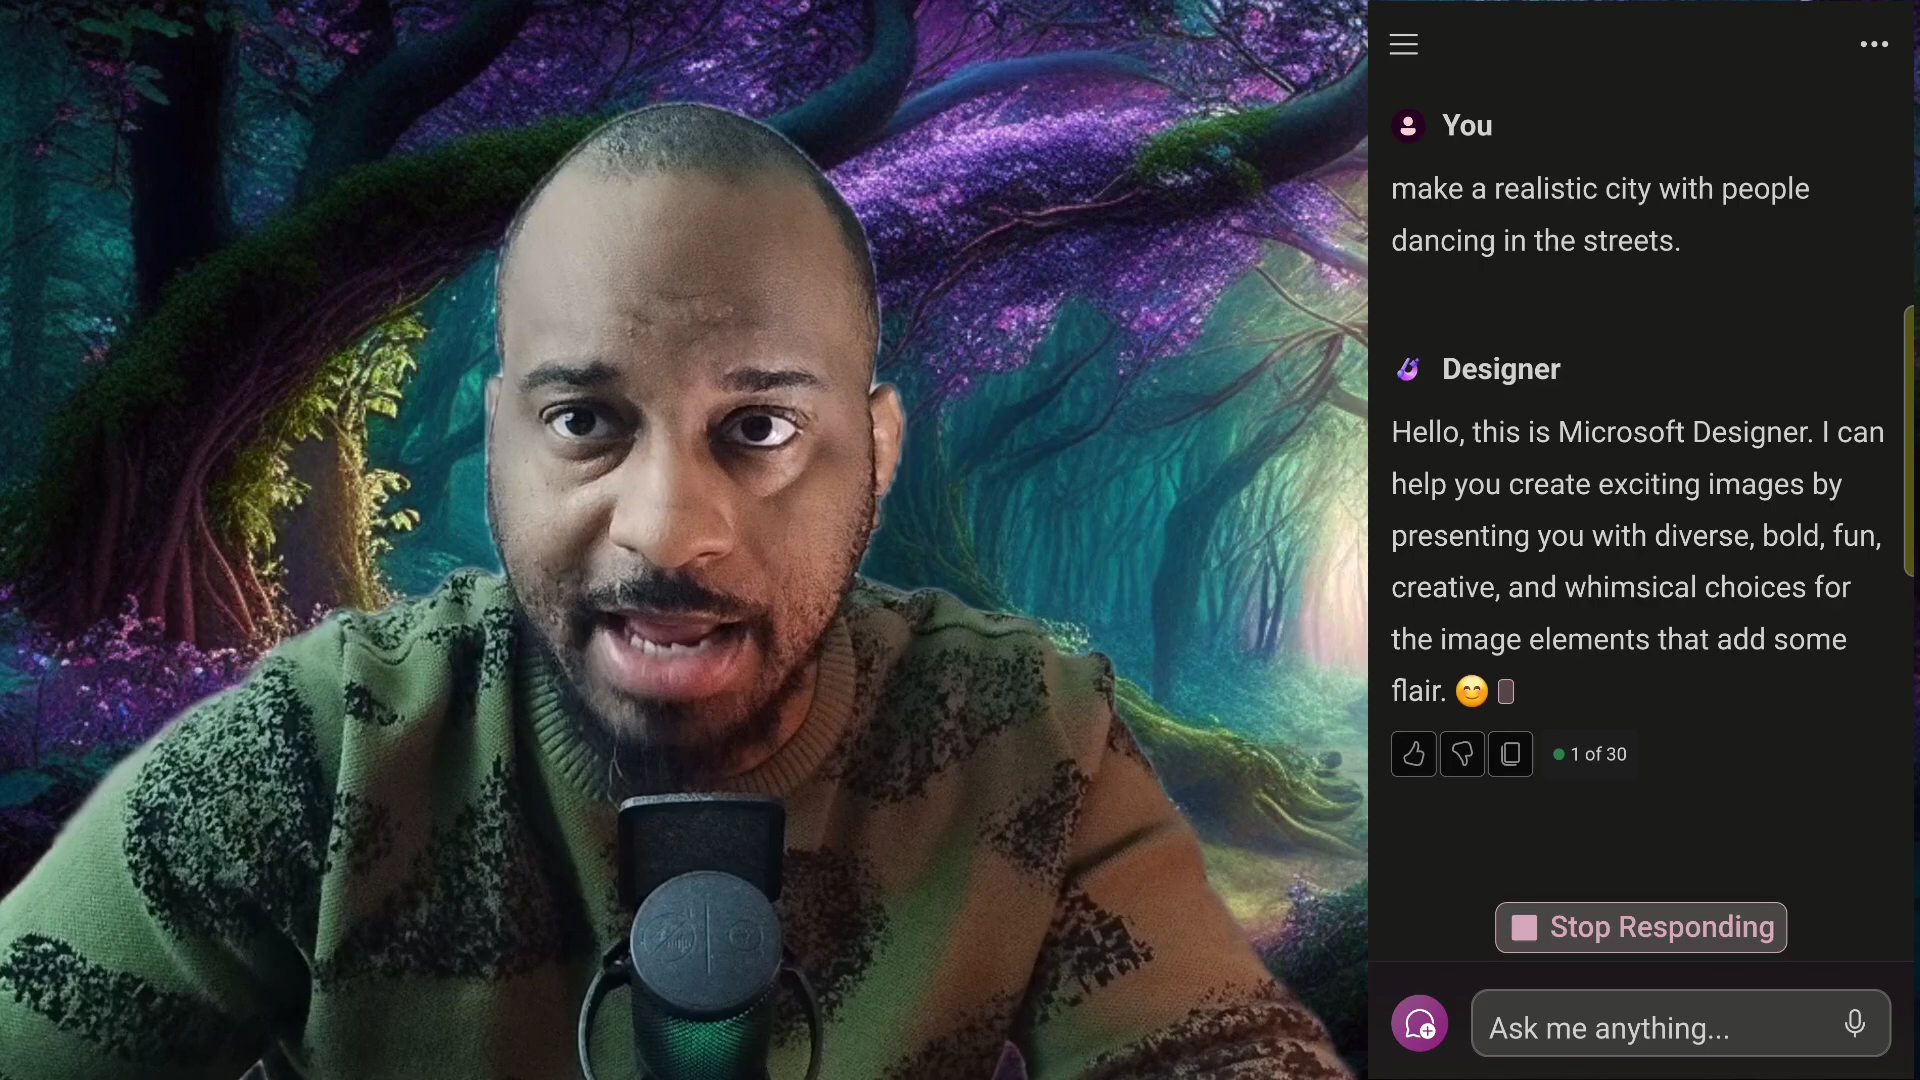 You
make a realistic city with people
dancing in the streets.
Designer
Hello, this is Microsoft Designer. I can
help you create exciting images by
presenting you with diverse, bold, fun,
creative, and whimsical choices for
the image elements that add some
flair. 😊
1 of 30
Stop Responding
Ask me anything...